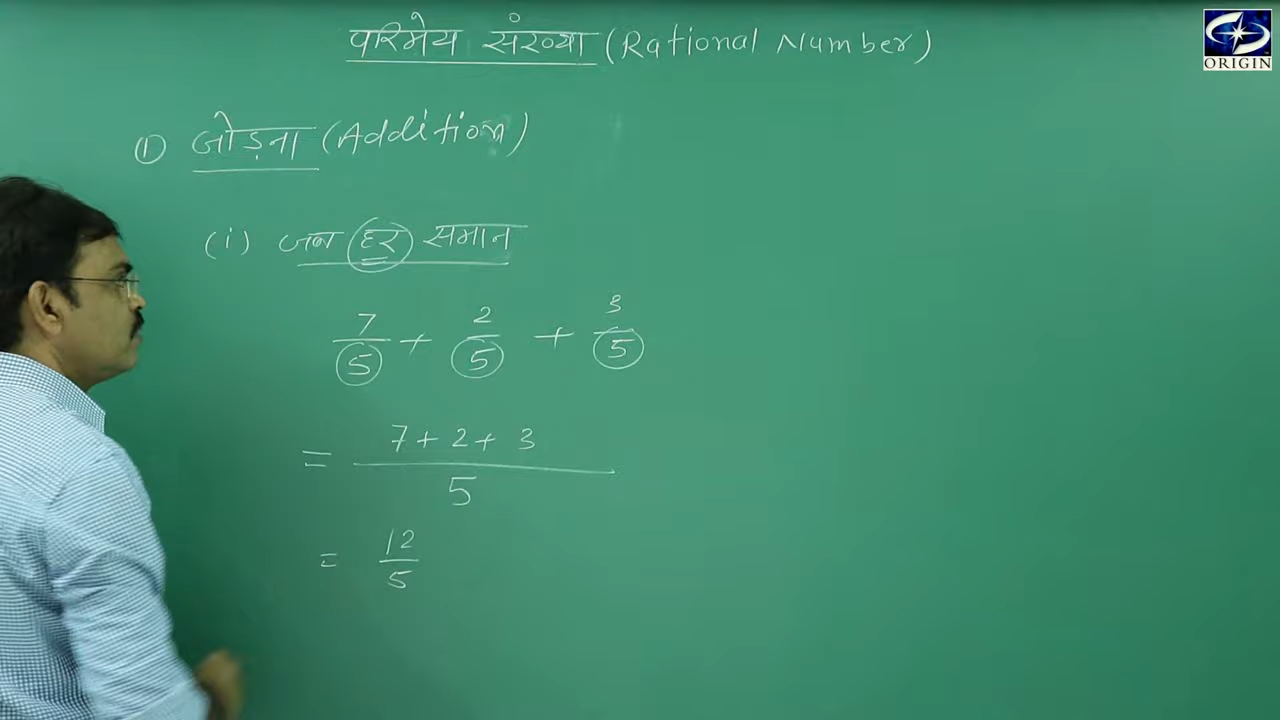 परिमेय संख्या (Rational Number)
ORIGIN
① जोड़ना (Addition)
(i) जब हर समान
7/5 + 2/5 + 3/5
= 7+2+3 / 5
= 12/5